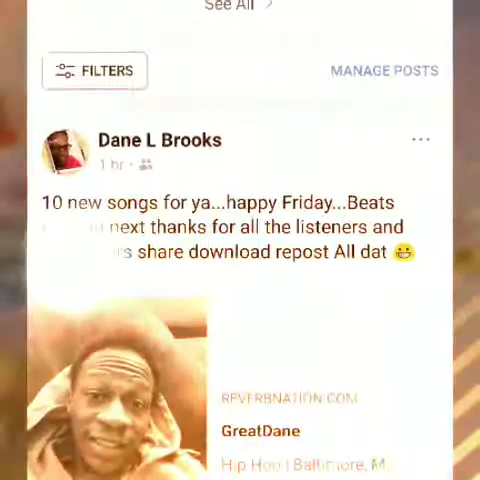 See All >
FILTERS
MANAGE POSTS
Dane L Brooks
1 hr
10 new songs for ya...happy Friday...Beats
next thanks for all the listeners and
share download repost All dat 😀
REVERBNATION.COM
GreatDane
Hip Hop | Baltimore, M...